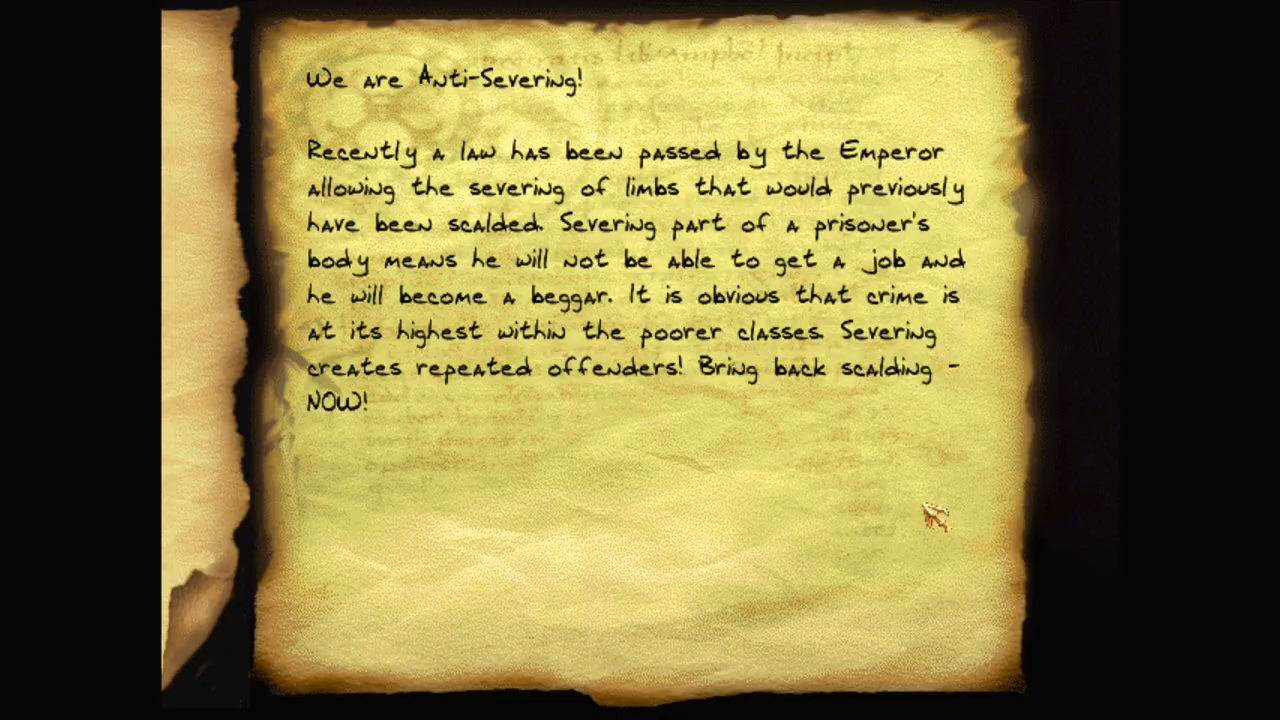 We are Anti-Severing!
Recently a law has been passed by the Emperor
allowing the severing of limbs that would previously
have been scalded. Severing part of a prisoner's
body means he will not be able to get a job and
he will become a beggar. It is obvious that crime is
at its highest within the poorer classes. Severing
creates repeated offenders! Bring back scalding -
NOW!